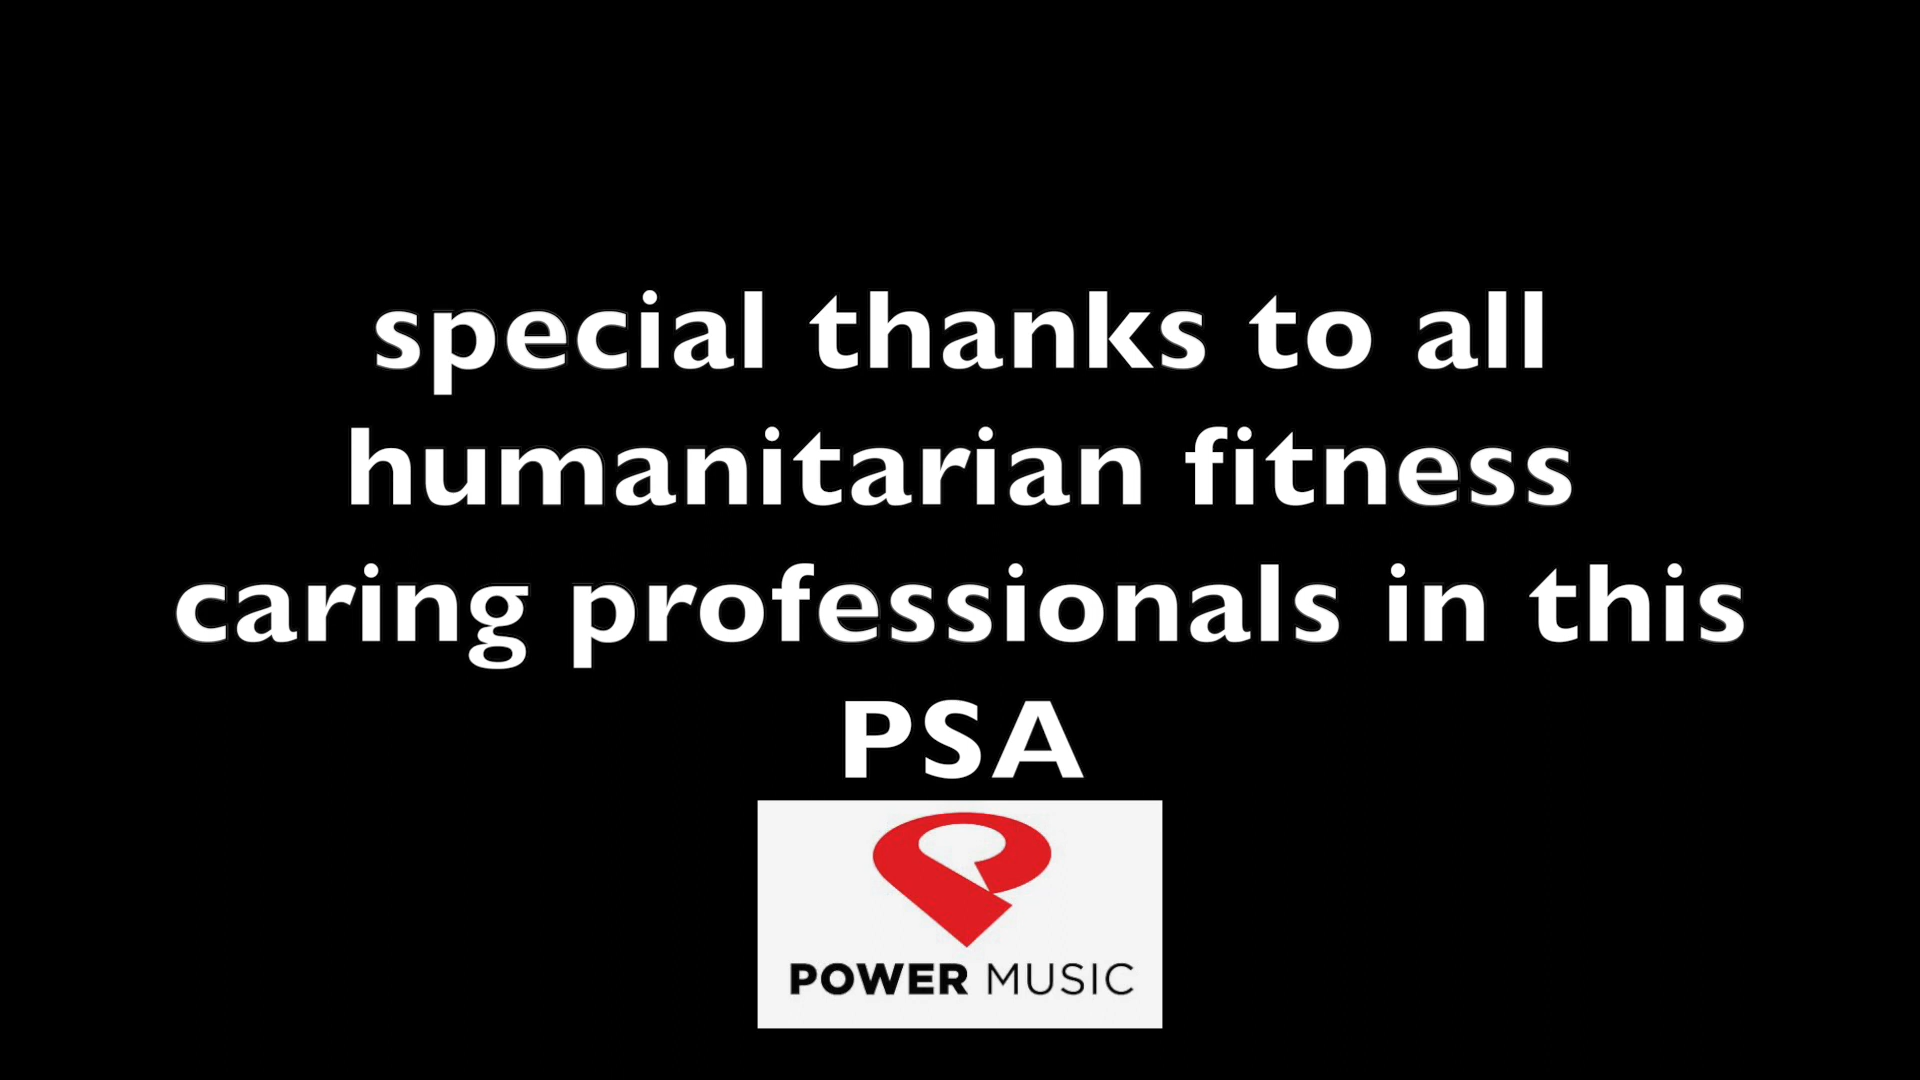 special thanks to all
humanitarian fitness
caring professionals in this
PSA
POWER MUSIC